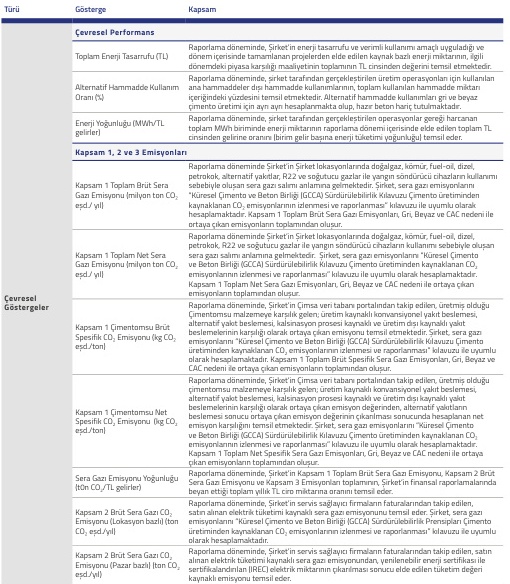 Türü Gösterge Kapsam
Çevresel Performans
Toplam Enerji Tasarrufu (TL)
Raporlama döneminde, Şirket'in enerji tasarrufu ve verimli kullanımı amaçlı uyguladığı ve
dönem içerisinde tamamlanan projelerden elde edilen kaynak bazlı enerji miktarının, ilgili
dönemdeki piyasa karşılığı maaliyetinin toplamının TL cinsinden değerini temsil etmektedir.
Alternatif Hammadde Kullanım
Oranı (%)
Raporlama döneminde, şirket tarafından gerçekleştirilen üretim operasyonları için kullanılan
ana hammaddeler dışı hammadde kullanımlarının, toplam kullanılan hammadde miktarı
içeriğindeki yüzdesini temsil etmektedir. Alternatif hammadde kullanımları gri ve beyaz
çimento üretimi için ayrı ayrı hesaplanmakta olup, hazır beton hariç tutulmaktadır.
Enerji Yoğunluğu (MWh/TL
gelirler)
Raporlama döneminde, şirket tarafından gerçekleştirilen operasyonlar gereği harcanan
toplam MWh biriminde enerji miktarının raporlama dönemi içerisinde elde edilen toplam TL
cinsinden gelirine oranını (birim gelir başına enerji tüketimi yoğunluğu) temsil eder.
Kapsam 1, 2 ve 3 Emisyonları
Çevresel
Göstergeler
Kapsam 1 Toplam Brüt Sera
Gazı Emisyonu (milyon ton CO₂
eşd./ yıl)
Raporlama döneminde Şirket'in Şirket lokasyonlarında doğalgaz, kömür, fuel-oil, dizel,
petrokok, alternatif yakıtlar, R22 ve soğutucu gazlar ile yangın söndürücü cihazların kullanımı
sebebiyle oluşan sera gazı salımı anlamına gelmektedir. Şirket, sera gazı emisyonlarını
"Küresel Çimento ve Beton Birliği (GCCA) Sürdürülebilirlik Kılavuzu Çimento üretiminden
kaynaklanan CO₂ emisyonlarının izlenmesi ve raporlanması" kılavuzu ile uyumlu olarak
hesaplamaktadır. Kapsam 1 Toplam Brüt Sera Gazı Emisyonları, Gri, Beyaz ve CAC nedeni ile
ortaya çıkan emisyonların toplamından oluşur.
Kapsam 1 Toplam Net Sera
Gazı Emisyonu (milyon ton CO₂
eşd./ yıl)
Raporlama döneminde Şirket'in Şirket lokasyonlarında doğalgaz, kömür, fuel-oil, dizel,
petrokok, R22 ve soğutucu gazlar ile yangın söndürücü cihazların kullanımı sebebiyle oluşan
sera gazı salımı anlamına gelmektedir. Şirket, sera gazı emisyonlarını "Küresel Çimento
ve Beton Birliği (GCCA) Sürdürülebilirlik Kılavuzu Çimento üretiminden kaynaklanan CO₂
emisyonlarının izlenmesi ve raporlanması" kılavuzu ile uyumlu olarak hesaplamaktadır.
Kapsam 1 Toplam Net Sera Gazı Emisyonları, Gri, Beyaz ve CAC nedeni ile ortaya çıkan
emisyonların toplamından oluşur.
Kapsam 1 Çimentomsu Brüt
Spesifik CO₂ Emisyonu (kg CO₂
eşd./ton)
Raporlama döneminde, Şirket'in Çimsa veri tabanı portalından takip edilen, üretmiş olduğu
Çimentomsu malzemeye karşılık gelen; üretim kaynaklı konvansiyonel yakıt beslemesi,
alternatif yakıt beslemesi, kalsinasyon prosesi kaynaklı ve üretim dışı kaynaklı yakıt
beslemelerinin karşılığı olarak ortaya çıkan emisyonu temsil etmektedir. Şirket, sera gazı
emisyonlarını "Küresel Çimento ve Beton Birliği (GCCA) Sürdürülebilirlik Kılavuzu Çimento
üretiminden kaynaklanan CO₂ emisyonlarının izlenmesi ve raporlanması" kılavuzu ile uyumlu
olarak hesaplamaktadır. Kapsam 1 Toplam Brüt Spesifik Sera Gazı Emisyonları, Gri, Beyaz ve
CAC nedeni ile ortaya çıkan emisyonların toplamından oluşur.
Kapsam 1 Çimentomsu Net
Spesifik CO₂ Emisyonu (kg CO₂
eşd./ton)
Raporlama döneminde, Şirket'in Çimsa veri tabanı portalından takip edilen, üretmiş olduğu
çimentomsu malzemeye karşılık gelen; üretim kaynaklı konvansiyonel yakıt beslemesi,
alternatif yakıt beslemesi, kalsinasyon prosesi kaynaklı ve üretim dışı kaynaklı yakıt
beslemelerinin karşılığı olarak ortaya çıkan emisyon değeriden, alternatif yakıtların
beslemesi sonucu ortaya çıkan emisyon değerinin çıkarılması sonucunda hesaplanan net
emisyon karşılığını temsil etmektedir. Şirket, sera gazı emisyonlarını "Küresel Çimento
ve Beton Birliği (GCCA) Sürdürülebilirlik Kılavuzu Çimento üretiminden kaynaklanan CO₂
emisyonlarının izlenmesi ve raporlanması" kılavuzu ile uyumlu olarak hesaplamaktadır.
Kapsam 1 Toplam Net Spesifik Sera Gazı Emisyonları, Gri, Beyaz ve CAC nedeni ile ortaya
çıkan emisyonların toplamından oluşur.
Sera Gazı Emisyonu Yoğunluğu
(t0n CO₂/TL gelirler)
Raporlama döneminde, Şirket'in Kapsam 1 Toplam Brüt Sera Gazı Emisyonu, Kapsam 2 Brüt
Sera Gazı Emisyonu ve Kapsam 3 Emisyonları toplamının, Şirket'in finansal raporlamalarında
beyan ettiği toplam yıllık TL ciro miktarına oranını temsil eder.
Kapsam 2 Brüt Sera Gazı CO₂
Emisyonu (Lokasyon bazlı) (ton
CO₂ eşd./yıl)
Raporlama döneminde, Şirket'in servis sağlayıcı firmaların faturalarından takip edilen,
satın alınan elektrik tüketimi kaynaklı sera gazı emisyonunu temsil eder. Şirket, sera gazı
emisyonlarını "Küresel Çimento ve Beton Birliği (GCCA) Sürdürülebilirlik Prensipleri Çimento
üretiminden kaynaklanan CO₂ emisyonlarının izlenmesi ve raporlanması" kılavuzu ile uyumlu
olarak hesaplamaktadır.
Kapsam 2 Brüt Sera Gazı CO₂
Emisyonu (Pazar bazlı) (ton CO₂
eşd./yıl)
Raporlama döneminde, Şirket'in servis sağlayıcı firmaların faturalarından takip edilen, satın
alınan elektrik tüketimi kaynaklı sera gazı emisyonundan, yenilenebilir enerji sertifikası ile
sertifikalandırılan (IREC) elektrik miktarının çıkarılması sonucu elde edilen tüketim değeri
kaynaklı emisyonu temsil eder.